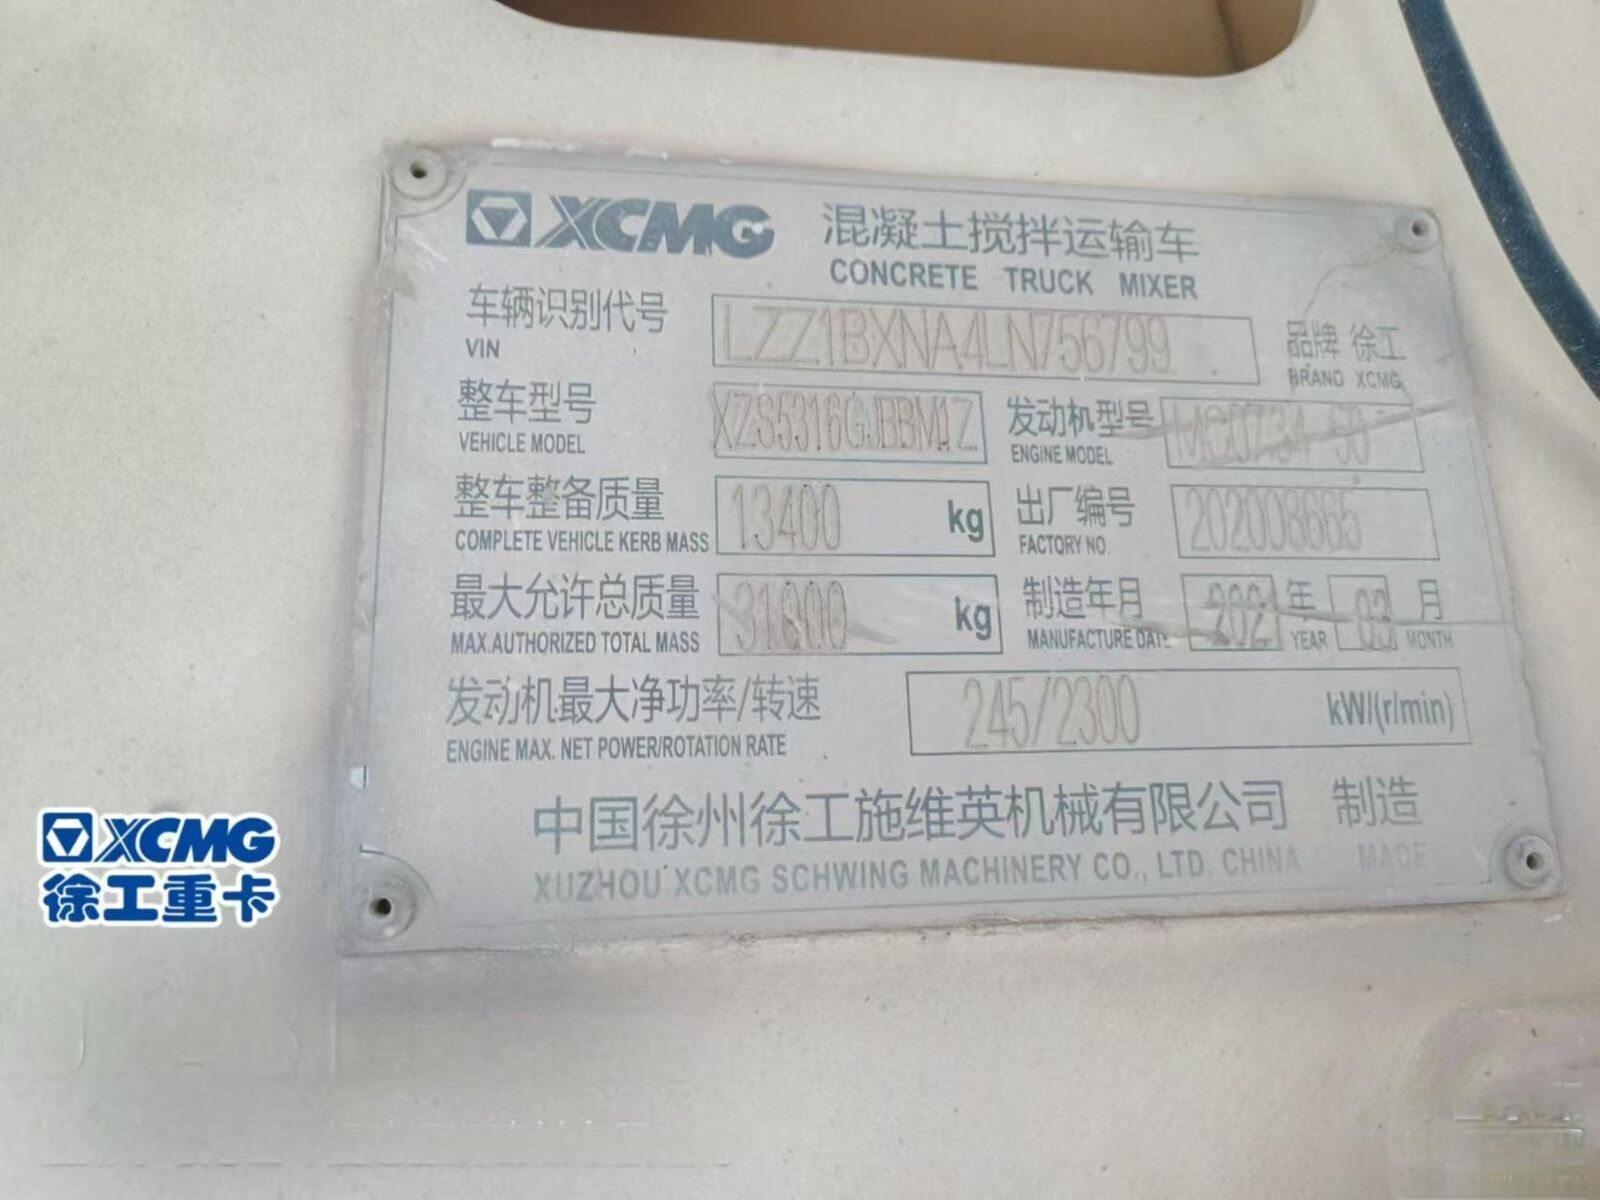 XCMG 混凝土搅拌运输车
CONCRETE TRUCK MIXER
车辆识别代号 LZZ1BXNA4LN756799 品牌 徐工
VIN BRAND XCMG
整车型号 XZS5316GJBBM1Z 发动机型号
VEHICLE MODEL ENGINE MODEL
整车整备质量 13400 kg 出厂编号 202008665
COMPLETE VEHICLE KERB MASS FACTORY NO.
最大允许总质量 31000 kg 制造年月 2021 年 03 月
MAX.AUTHORIZED TOTAL MASS MANUFACTURE DATE YEAR MONTH
发动机最大净功率/转速 245/2300 kW/(r/min)
ENGINE MAX. NET POWER/ROTATION RATE
中国徐州徐工施维英机械有限公司 制造
XUZHOU XCMG SCHWING MACHINERY CO., LTD. CHINA MADE
XCMG
徐工重卡